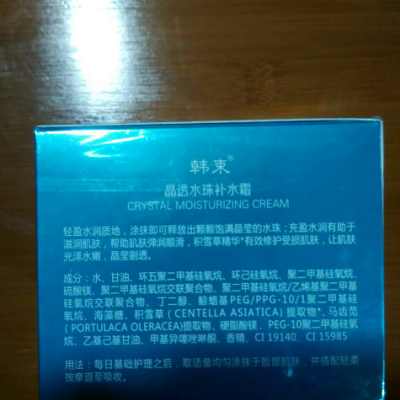 韩束®
晶透水珠补水霜
CRYSTAL MOISTURIZING CREAM
轻盈水润质地，涂抹即可释放出颗颗饱满晶莹的水珠；充盈水润有助于
滋润肌肤，帮助肌肤弹润顺滑，积雪草精华*有效修护受损肌肤，让肌肤
光泽水嫩，晶莹剔透。
成分：水、甘油、环五聚二甲基硅氧烷、环己硅氧烷、聚二甲基硅氧烷、
硫酸镁、聚二甲基硅氧烷交联聚合物、聚二甲基硅氧烷/乙烯基聚二甲基
硅氧烷交联聚合物、丁二醇、鲸蜡基PEG/PPG-10/1聚二甲基硅
氧烷、海藻糖、积雪草(CENTELLA ASIATICA)提取物*、马齿苋
(PORTULACA OLERACEA)提取物、硬脂酸镁、PEG-10聚二甲基硅氧
烷、乙基己基甘油、甲基异噻唑啉酮、香精、CI 19140、CI 15985
用法：每日基础护理之后，取适量均匀涂抹于脸部肌肤，并搭配轻柔
按摩直至吸收。